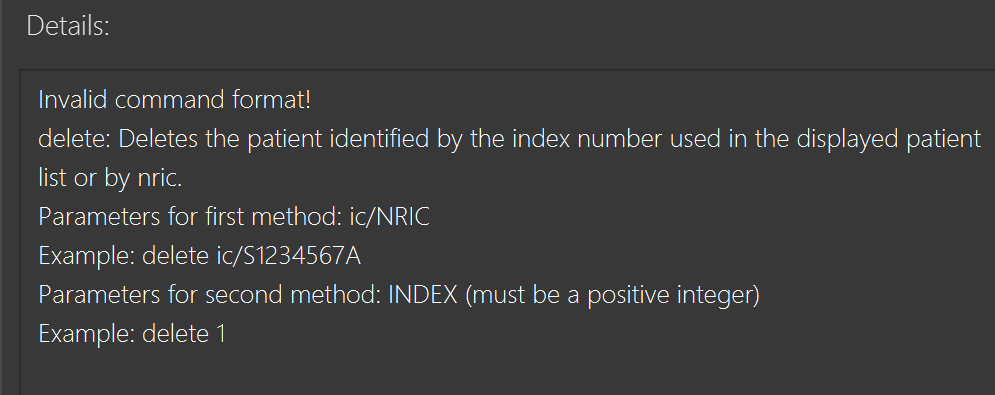 Details:
Invalid command format!
delete: Deletes the patient identified by the index number used in the displayed patient
list or by nric.
Parameters for first method: ic/NRIC
Example: delete ic/S1234567A
Parameters for second method: INDEX (must be a positive integer)
Example: delete 1